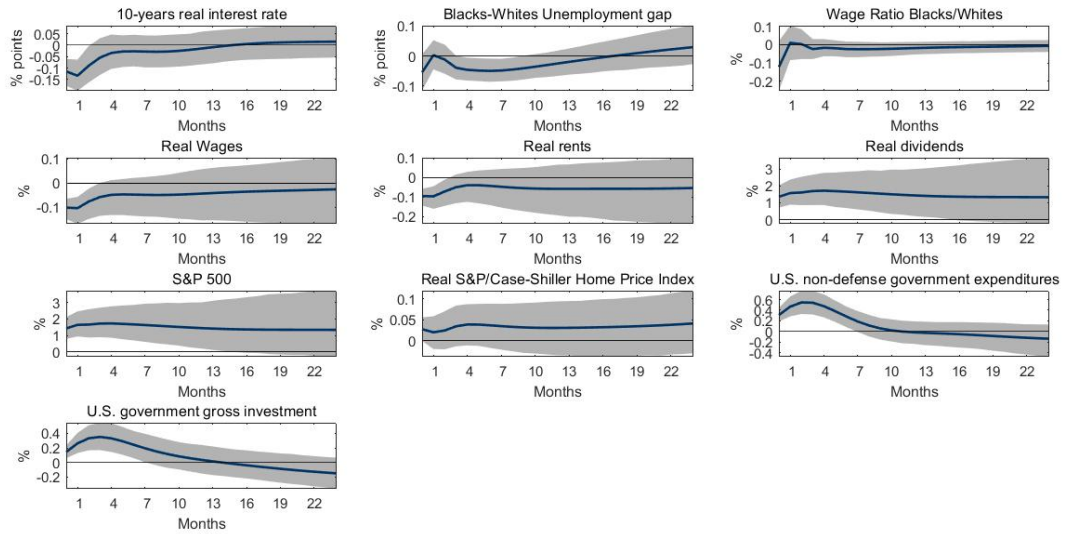 10-years real interest rate
0.05
0
-0.05
-0.1
-0.15
% points
1 4 7 10 13 16 19 22
Months
Blacks-Whites Unemployment gap
0.1
0
-0.1
% points
1 4 7 10 13 16 19 22
Months
Wage Ratio Blacks/Whites
0.1
0
-0.1
-0.2
%
1 4 7 10 13 16 19 22
Months
Real Wages
0.1
0
-0.1
%
1 4 7 10 13 16 19 22
Months
Real rents
0.1
0
-0.1
-0.2
%
1 4 7 10 13 16 19 22
Months
Real dividends
3
2
1
0
%
1 4 7 10 13 16 19 22
Months
S&P 500
3
2
1
0
%
1 4 7 10 13 16 19 22
Months
Real S&P/Case-Shiller Home Price Index
0.1
0.05
0
%
1 4 7 10 13 16 19 22
Months
U.S. non-defense government expenditures
0.6
0.4
0.2
0
-0.2
-0.4
%
1 4 7 10 13 16 19 22
Months
U.S. government gross investment
0.4
0.2
0
-0.2
%
1 4 7 10 13 16 19 22
Months